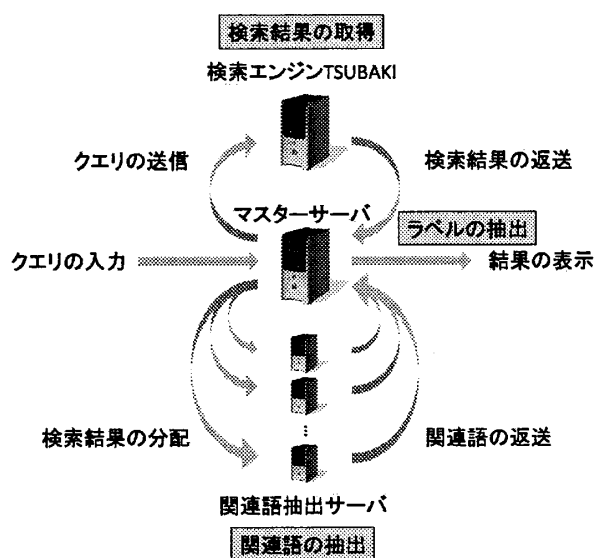 検索結果の取得
検索エンジンTSUBAKI
クエリの送信
検索結果の返送
マスターサーバ
ラベルの抽出
クエリの入力
結果の表示
検索結果の分配
関連語の返送
関連語抽出サーバ
関連語の抽出